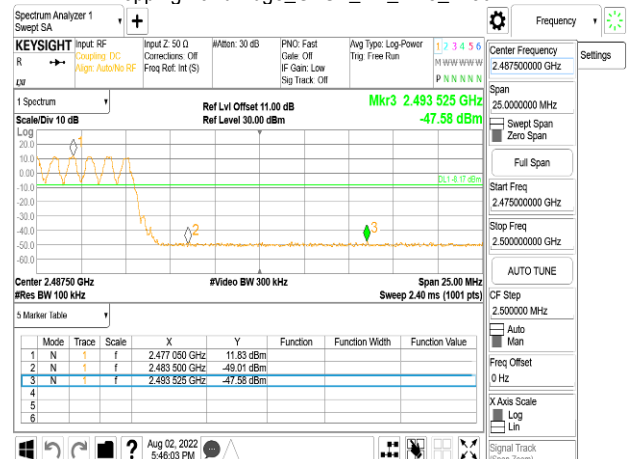 Spectrum Analyzer 1
Swept SA
Frequency
Settings
KEYSIGHT
R
LXI
Input: RF
Coupling: DC
Align: Auto/No RF
Input Z: 50 Ω
Corrections: Off
Freq Ref: Int (S)
#Atten: 30 dB
PNO: Fast
Gate: Off
IF Gain: Low
Sig Track: Off
Avg Type: Log-Power
Trig: Free Run
1 2 3 4 5 6
M W W W W W
P N N N N N
1 Spectrum
Scale/Div 10 dB
Log
Ref Lvl Offset 11.00 dB
Ref Level 30.00 dBm
Mkr3 2.493 525 GHz
-47.58 dBm
20.0
10.0
0.00
-10.0
-20.0
-30.0
-40.0
-50.0
-60.0
1
2
3
DL1 -8.17 dBm
Center 2.48750 GHz
#Res BW 100 kHz
#Video BW 300 kHz
Span 25.00 MHz
Sweep 2.40 ms (1001 pts)
5 Marker Table
Mode Trace Scale X Y Function Function Width Function Value
1 N 1 f 2.477 050 GHz 11.83 dBm
2 N 1 f 2.483 500 GHz -49.01 dBm
3 N 1 f 2.493 525 GHz -47.58 dBm
4
5
6
Aug 02, 2022
5:46:03 PM
Center Frequency
2.487500000 GHz
Span
25.0000000 MHz
Swept Span
Zero Span
Full Span
Start Freq
2.475000000 GHz
Stop Freq
2.500000000 GHz
AUTO TUNE
CF Step
2.500000 MHz
Auto
Man
Freq Offset
0 Hz
X Axis Scale
Log
Lin
Signal Track
(Span Zoom)